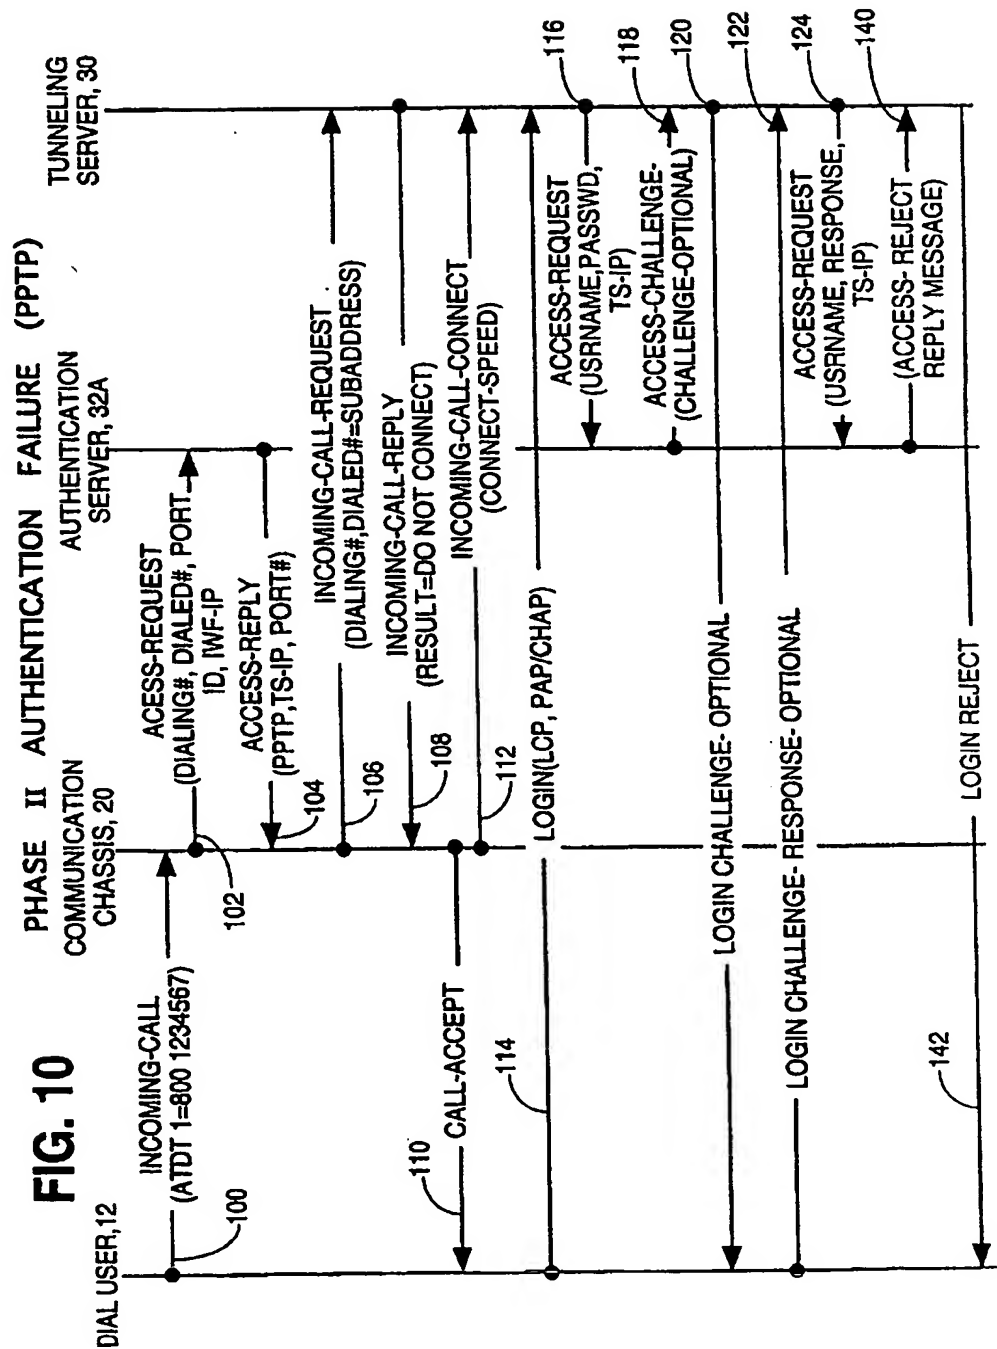 FIG. 10
PHASE II AUTHENTICATION FAILURE (PPTP)
DIAL USER,12
COMMUNICATION
CHASSIS, 20
AUTHENTICATION
SERVER, 32A
TUNNELING
SERVER, 30
INCOMING-CALL
(ATDT 1=800 1234567)
100
ACESS-REQUEST
(DIALING#, DIALED#, PORT
ID, IWF-IP
102
ACCESS-REPLY
(PPTP,TS-IP, PORT#)
104
INCOMING-CALL-REQUEST
(DIALING#,DIALED#=SUBADDRESS)
106
INCOMING-CALL-REPLY
(RESULT=DO NOT CONNECT)
108
CALL-ACCEPT
110
INCOMING-CALL-CONNECT
(CONNECT-SPEED)
112
LOGIN(LCP, PAP/CHAP)
114
ACCESS-REQUEST
(USRNAME,PASSWD,
TS-IP)
116
ACCESS-CHALLENGE-
(CHALLENGE-OPTIONAL)
118
LOGIN CHALLENGE- OPTIONAL
120
LOGIN CHALLENGE- RESPONSE- OPTIONAL
122
ACCESS-REQUEST
(USRNAME, RESPONSE,
TS-IP)
124
(ACCESS- REJECT
REPLY MESSAGE)
140
LOGIN REJECT
142